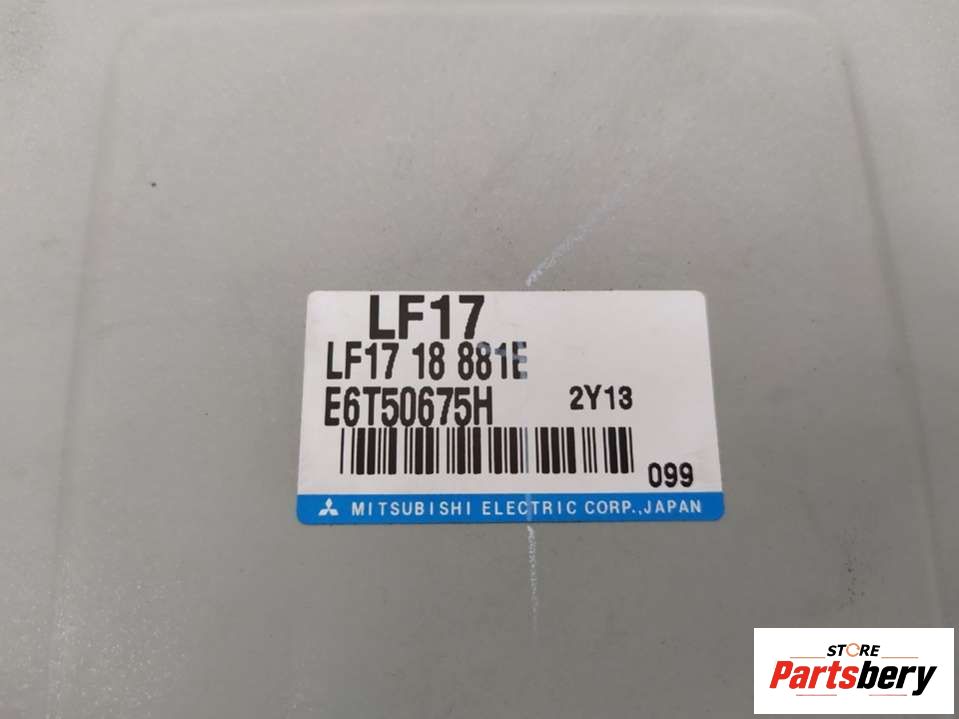 LF17
LF17 18 881E
E6T50675H 2Y13
099
MITSUBISHI ELECTRIC CORP.,JAPAN
STORE
Partsbery